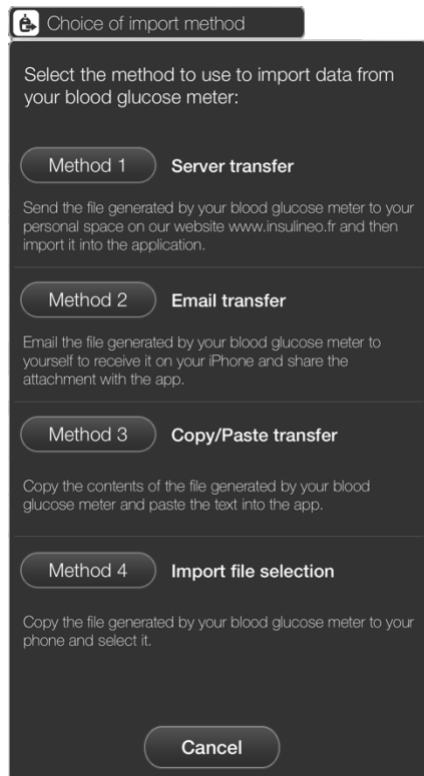 Choice of import method
Select the method to use to import data from
your blood glucose meter:
Method 1 Server transfer
Send the file generated by your blood glucose meter to your
personal space on our website www.insulineo.fr and then
import it into the application.
Method 2 Email transfer
Email the file generated by your blood glucose meter to
yourself to receive it on your iPhone and share the
attachment with the app.
Method 3 Copy/Paste transfer
Copy the contents of the file generated by your blood
glucose meter and paste the text into the app.
Method 4 Import file selection
Copy the file generated by your blood glucose meter to your
phone and select it.
Cancel